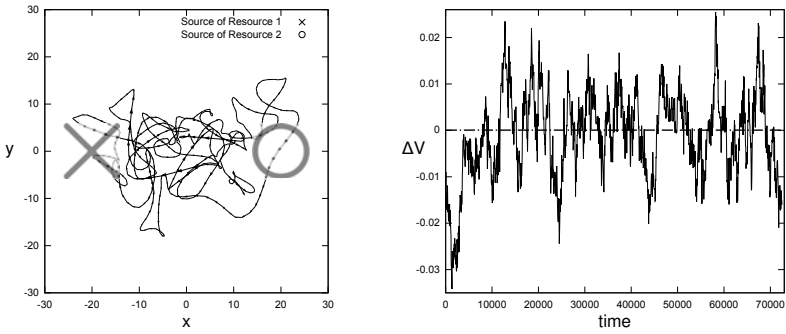 30
20
10
0
-10
-20
-30
-30 -20 -10 0 10 20 30
y
x
Source of Resource 1
Source of Resource 2
0.02
0.01
0
-0.01
-0.02
-0.03
0 10000 20000 30000 40000 50000 60000 70000
ΔV
time